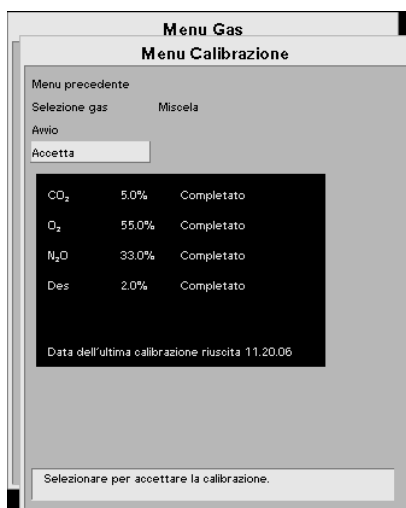 Menu Gas
Menu Calibrazione
Menu precedente
Selezione gas Miscela
Avvio
Accetta
CO₂ 5.0% Completato
O₂ 55.0% Completato
N₂O 33.0% Completato
Des 2.0% Completato
Data dell'ultima calibrazione riuscita 11.20.06
Selezionare per accettare la calibrazione.